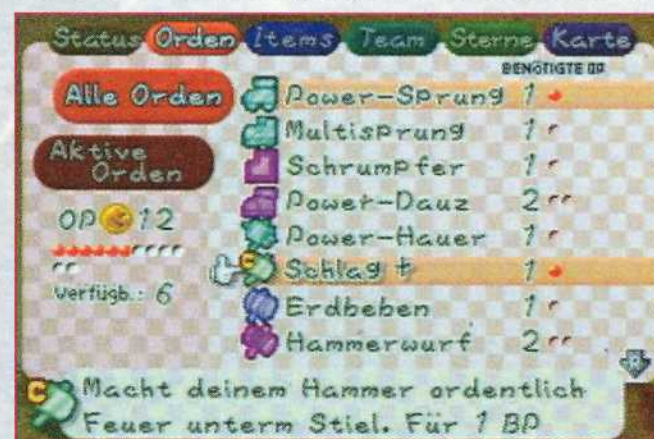 Status Orden Items Team Sterne Karte
BENÖTIGTE OP
Alle Orden
Aktive
Orden
OP 12
Verfügb.: 6
Power-Sprung 1
Multisprung 1
Schrumpfer 1
Power-Dauz 2
Power-Hauer 1
Schlag + 1
Erdbeben 1
Hammerwurf 2
R
C
Macht deinem Hammer ordentlich
Feuer unterm Stiel. Für 1 BP